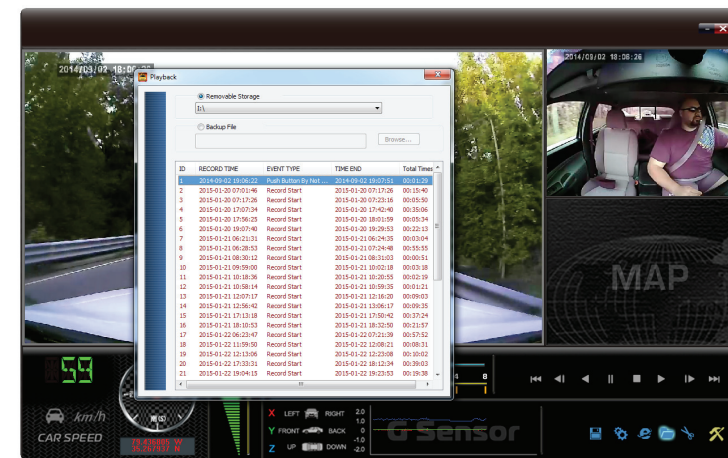 2014/09/02 18:06:26
2014/09/02 18:06:26
Playback
Removable Storage
I:\
Backup File
Browse...
ID RECORD TIME EVENT TYPE TIME END Total Times
1 2014-09-02 19:06:22 Push Button By Not ... 2014-09-02 19:07:51 00:01:29
2 2015-01-20 07:01:46 Record Start 2015-01-20 07:17:26 00:15:40
3 2015-01-20 07:17:26 Record Start 2015-01-20 07:23:16 00:05:50
4 2015-01-20 17:07:34 Record Start 2015-01-20 17:42:40 00:35:06
5 2015-01-20 17:56:25 Record Start 2015-01-20 18:01:59 00:05:34
6 2015-01-20 19:07:40 Record Start 2015-01-20 19:29:53 00:22:13
7 2015-01-21 06:21:31 Record Start 2015-01-21 06:24:35 00:03:04
8 2015-01-21 06:28:53 Record Start 2015-01-21 07:24:48 00:55:55
9 2015-01-21 08:30:12 Record Start 2015-01-21 08:31:03 00:00:51
10 2015-01-21 09:59:00 Record Start 2015-01-21 10:02:18 00:03:18
11 2015-01-21 10:18:36 Record Start 2015-01-21 10:20:55 00:02:19
12 2015-01-21 10:58:14 Record Start 2015-01-21 10:59:35 00:01:21
13 2015-01-21 12:07:17 Record Start 2015-01-21 12:16:20 00:09:03
14 2015-01-21 12:56:42 Record Start 2015-01-21 13:06:17 00:09:35
15 2015-01-21 17:13:18 Record Start 2015-01-21 17:50:42 00:37:24
16 2015-01-21 18:10:53 Record Start 2015-01-21 18:32:50 00:21:57
17 2015-01-22 06:23:47 Record Start 2015-01-22 07:21:39 00:57:52
18 2015-01-22 11:59:50 Record Start 2015-01-22 12:08:21 00:08:31
19 2015-01-22 12:13:06 Record Start 2015-01-22 12:23:08 00:10:02
20 2015-01-22 17:33:31 Record Start 2015-01-22 18:12:34 00:39:03
21 2015-01-22 19:04:15 Record Start 2015-01-22 19:23:53 00:19:38
MAP
59
4 8
km/h
CAR SPEED
X LEFT RIGHT 2.0
1.0
Y FRONT BACK 0
-1.0
Z UP DOWN -2.0
G Sensor